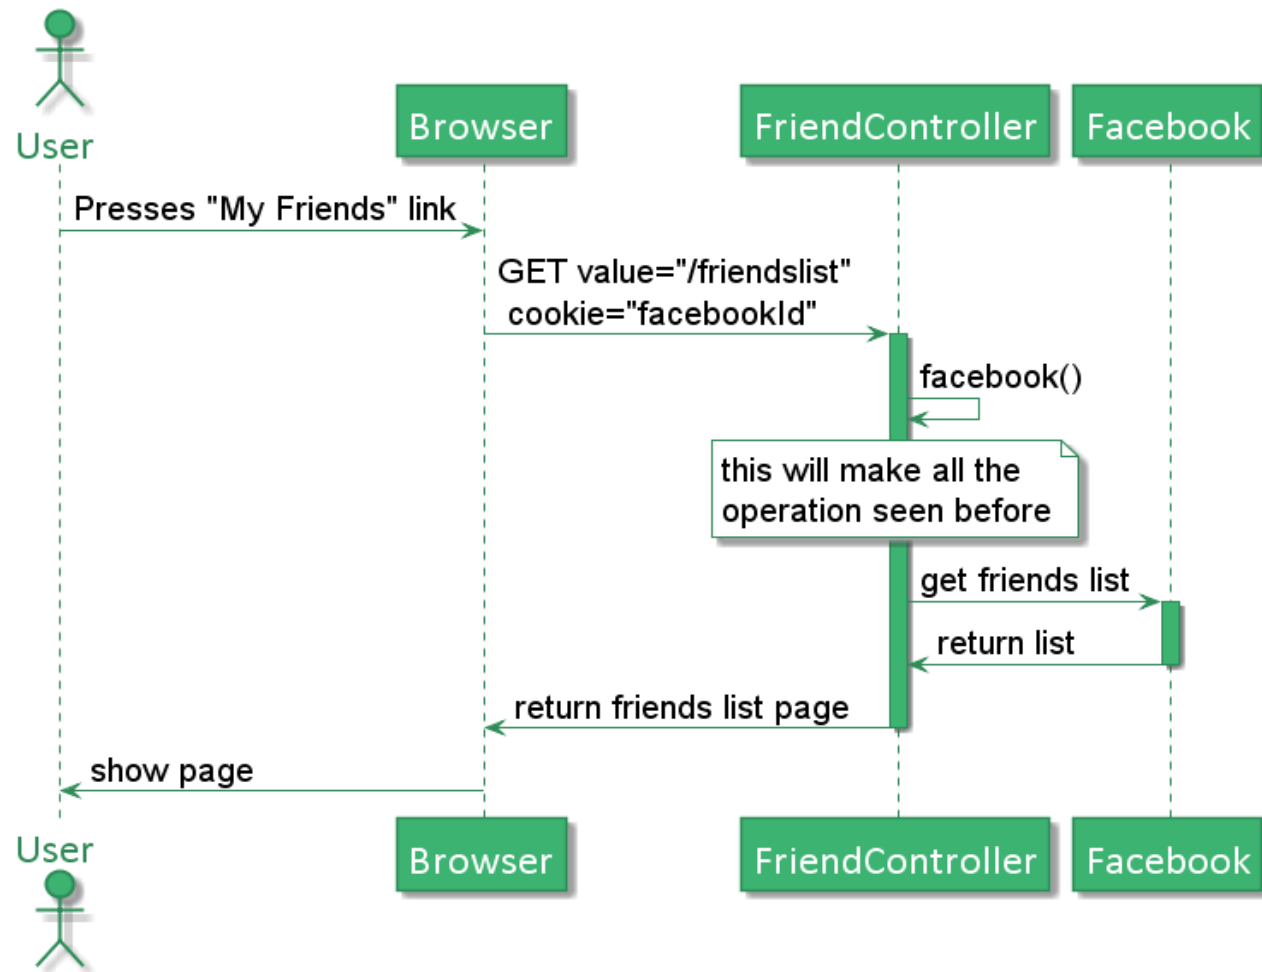 User
Browser
FriendController
Facebook
Presses "My Friends" link
GET value="/friendslist"
cookie="facebookId"
facebook()
this will make all the
operation seen before
get friends list
return list
return friends list page
show page
User
Browser
FriendController
Facebook